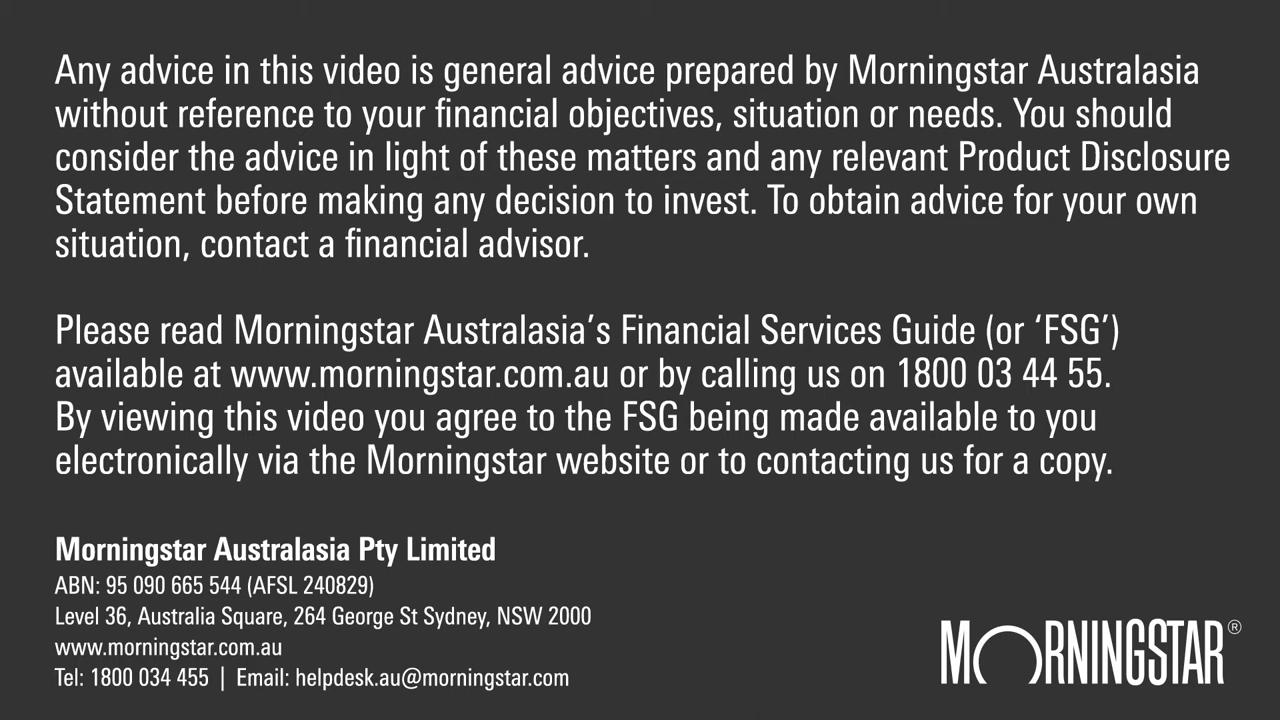 Any advice in this video is general advice prepared by Morningstar Australasia
without reference to your financial objectives, situation or needs. You should
consider the advice in light of these matters and any relevant Product Disclosure
Statement before making any decision to invest. To obtain advice for your own
situation, contact a financial advisor.
Please read Morningstar Australasia’s Financial Services Guide (or ‘FSG’)
available at www.morningstar.com.au or by calling us on 1800 03 44 55.
By viewing this video you agree to the FSG being made available to you
electronically via the Morningstar website or to contacting us for a copy.
Morningstar Australasia Pty Limited
ABN: 95 090 665 544 (AFSL 240829)
Level 36, Australia Square, 264 George St Sydney, NSW 2000
www.morningstar.com.au
Tel: 1800 034 455 | Email: helpdesk.au@morningstar.com
MORNINGSTAR®